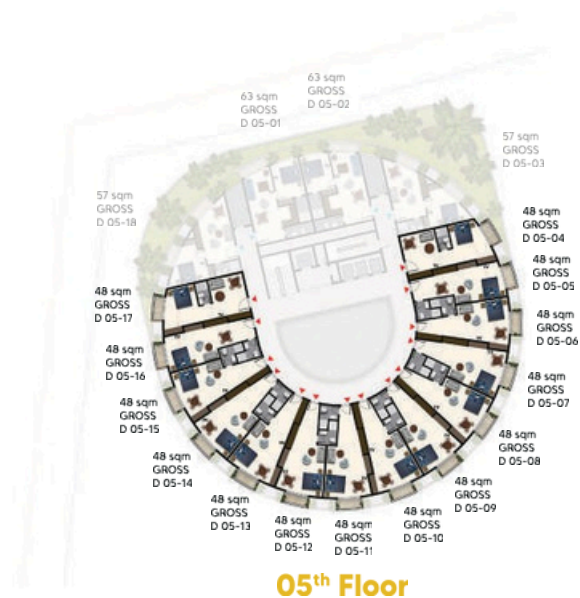 63 sqm
GROSS
D 05-02
63 sqm
GROSS
D 05-01
57 sqm
GROSS
D 05-03
57 sqm
GROSS
D 05-18
48 sqm
GROSS
D 05-04
48 sqm
GROSS
D 05-05
48 sqm
GROSS
D 05-17
48 sqm
GROSS
D 05-06
48 sqm
GROSS
D 05-16
48 sqm
GROSS
D 05-07
48 sqm
GROSS
D 05-15
48 sqm
GROSS
D 05-08
48 sqm
GROSS
D 05-14
48 sqm
GROSS
D 05-09
48 sqm
GROSS
D 05-13
48 sqm
GROSS
D 05-10
48 sqm
GROSS
D 05-12
48 sqm
GROSS
D 05-11
05th Floor